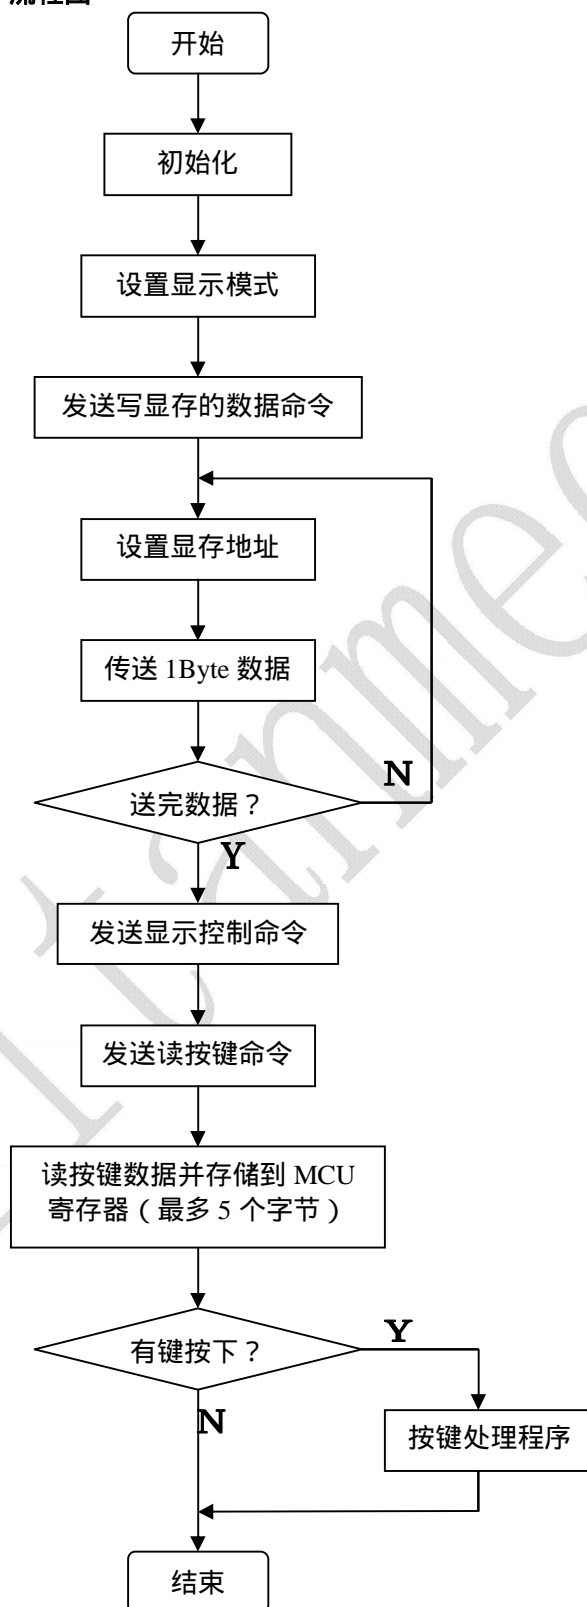 流程图
开始
初始化
设置显示模式
发送写显存的数据命令
设置显存地址
传送 1Byte 数据
送完数据？
N
Y
发送显示控制命令
发送读按键命令
读按键数据并存储到 MCU
寄存器（最多 5 个字节）
有键按下？
Y
N
按键处理程序
结束